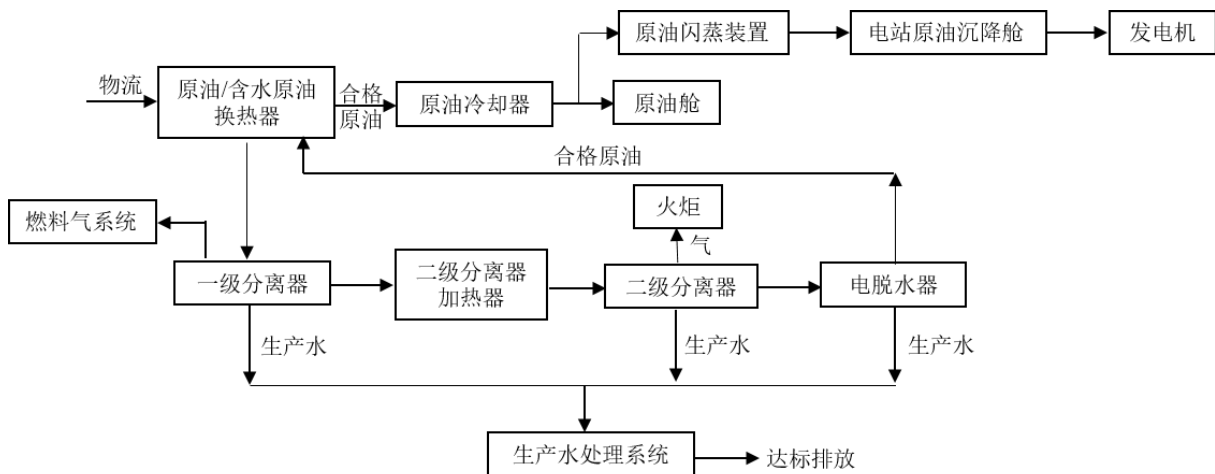 原油闪蒸装置
电站原油沉降舱
发电机
物流
原油/含水原油
换热器
合格
原油
原油冷却器
原油舱
合格原油
燃料气系统
火炬
气
一级分离器
二级分离器
加热器
二级分离器
电脱水器
生产水
生产水
生产水
生产水处理系统
达标排放